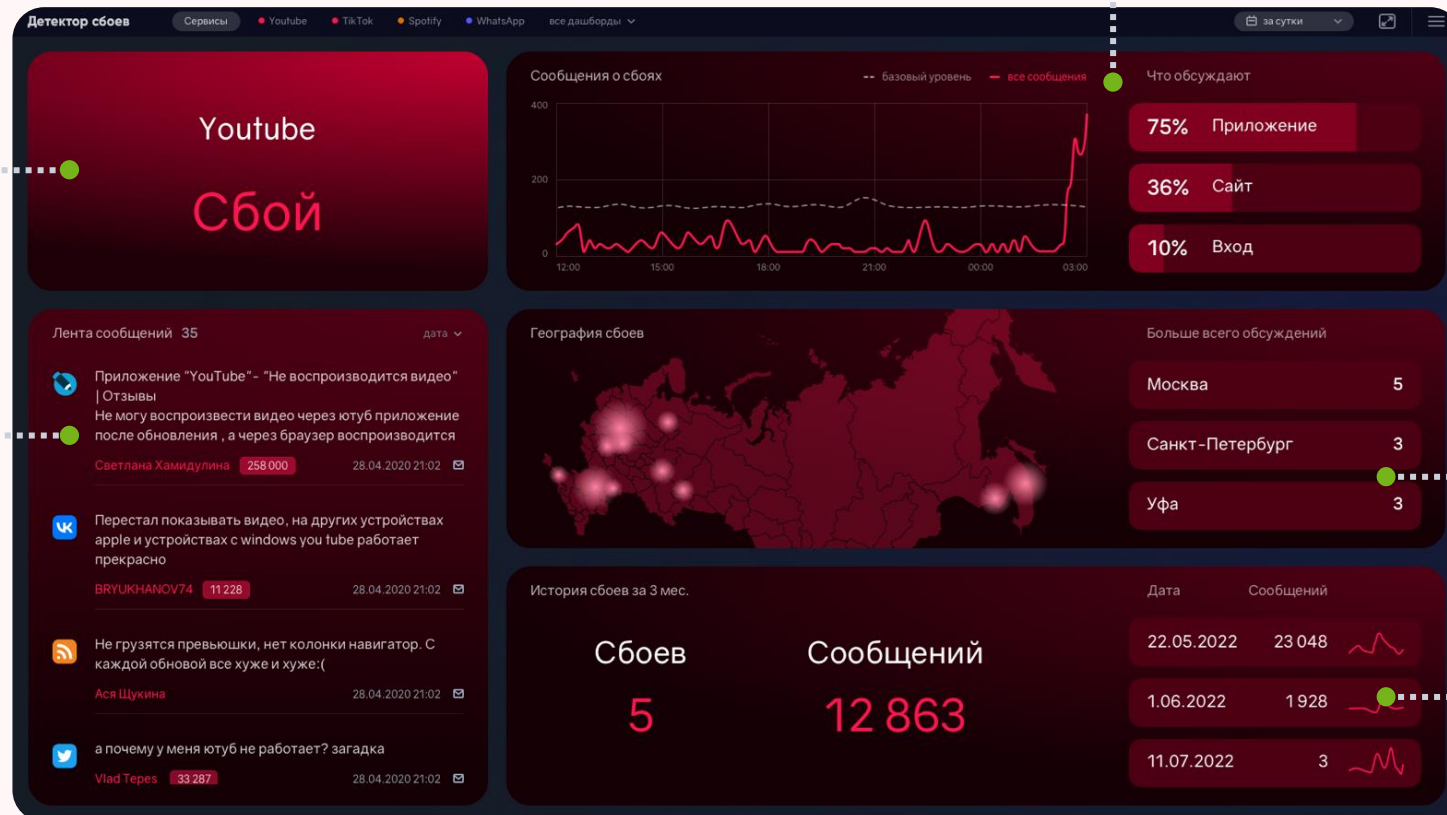 Детектор сбоев
Сервисы
Youtube
TikTok
Spotify
WhatsApp
все дашборды
за сутки
Youtube
Сбой
Сообщения о сбоях
-- базовый уровень
все сообщения
400
200
0
12:00
15:00
18:00
21:00
00:00
03:00
Что обсуждают
75% Приложение
36% Сайт
10% Вход
Лента сообщений 35
дата
Приложение "YouTube"- "Не воспроизводится видео"
| Отзывы
Не могу воспроизвести видео через ютуб приложение
после обновления , а через браузер воспроизводится
Светлана Хамидулина 258 000 28.04.2020 21:02
Перестал показывать видео, на других устройствах
apple и устройствах с windows you tube работает
прекрасно
BRYUKHANOV74 11 228 28.04.2020 21:02
Не грузятся превьюшки, нет колонки навигатор. С
каждой обновой все хуже и хуже:(
Ася Щукина 28.04.2020 21:02
а почему у меня ютуб не работает? загадка
Vlad Tepes 33 287 28.04.2020 21:02
География сбоев
Больше всего обсуждений
Москва 5
Санкт-Петербург 3
Уфа 3
История сбоев за 3 мес.
Сбоев
5
Сообщений
12 863
Дата Сообщений
22.05.2022 23 048
1.06.2022 1 928
11.07.2022 3